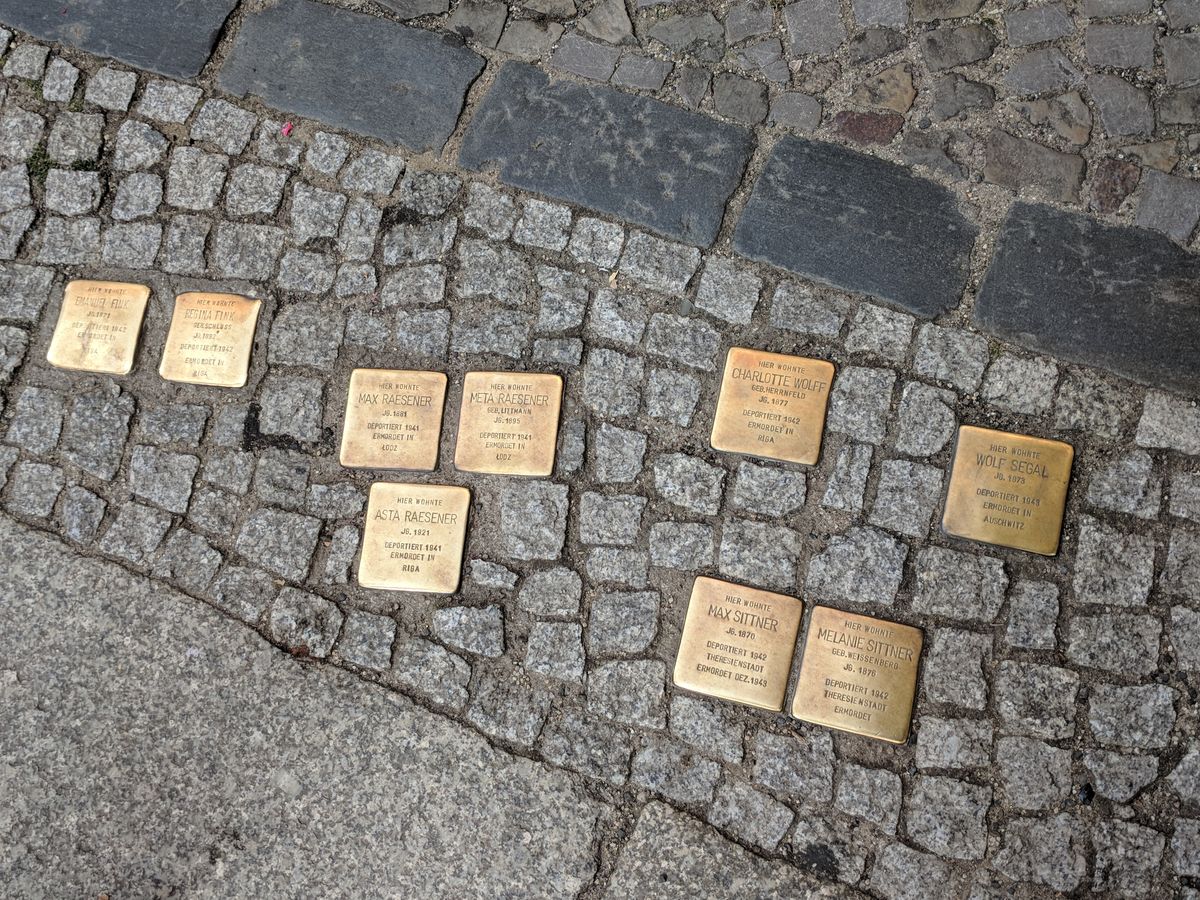 HIER WOHNTE
EMANUEL FINK
JG. 1871
DEPORTIERT 1942
ERMORDET IN
RIGA
HIER WOHNTE
REGINA FINK
GEB. SCHLOSS
JG. 1882
DEPORTIERT 1942
ERMORDET IN
RIGA
HIER WOHNTE
MAX RAESENER
JG. 1881
DEPORTIERT 1941
ERMORDET IN
ŁODZ
HIER WOHNTE
META RAESENER
GEB. LITTMANN
JG. 1895
DEPORTIERT 1941
ERMORDET IN
ŁODZ
HIER WOHNTE
ASTA RAESENER
JG. 1921
DEPORTIERT 1941
ERMORDET IN
RIGA
HIER WOHNTE
CHARLOTTE WOLFF
GEB. HERRNFELD
JG. 1877
DEPORTIERT 1942
ERMORDET IN
RIGA
HIER WOHNTE
WOLF SEGAL
JG. 1873
DEPORTIERT 1943
ERMORDET IN
AUSCHWITZ
HIER WOHNTE
MAX SITTNER
JG. 1870
DEPORTIERT 1942
THERESIENSTADT
ERMORDET DEZ. 1943
HIER WOHNTE
MELANIE SITTNER
GEB. WEISSENBERG
JG. 1876
DEPORTIERT 1942
THERESIENSTADT
ERMORDET